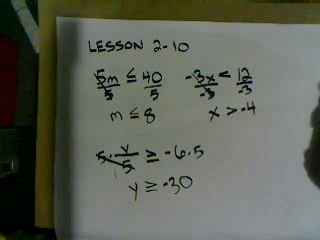 LESSON 2-10
5m/5 ≤ 40/5
-3x/-3 < 12/-3
m ≤ 8
x > -4
5 · y/5 ≥ -6 · 5
y ≥ -30